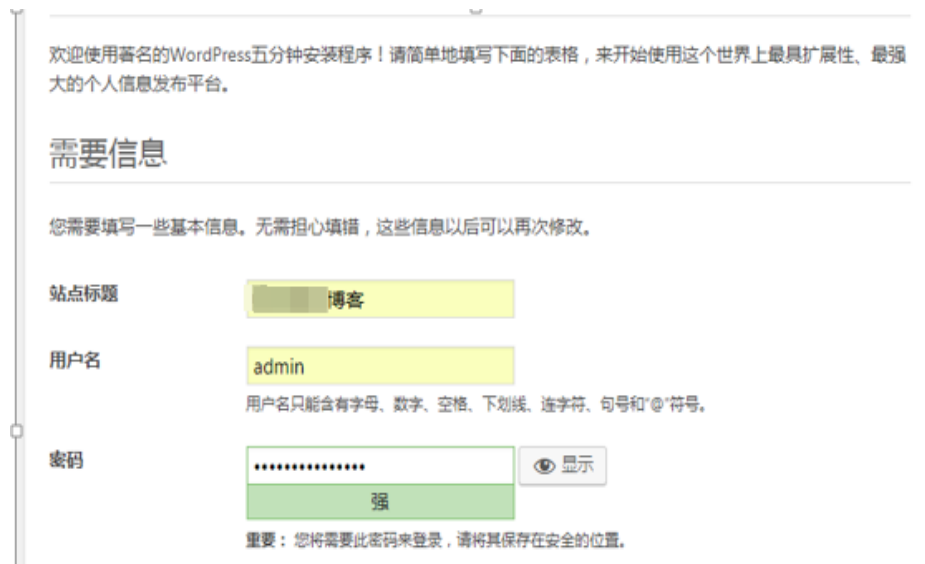 欢迎使用著名的WordPress五分钟安装程序！请简单地填写下面的表格，来开始使用这个世界上最具扩展性、最强
大的个人信息发布平台。
需要信息
您需要填写一些基本信息。无需担心填错，这些信息以后可以再次修改。
站点标题 博客
用户名 admin
用户名只能含有字母、数字、空格、下划线、连字符、句号和“@”符号。
密码 ••••••••••••••• 显示
强
重要： 您将需要此密码来登录，请将其保存在安全的位置。